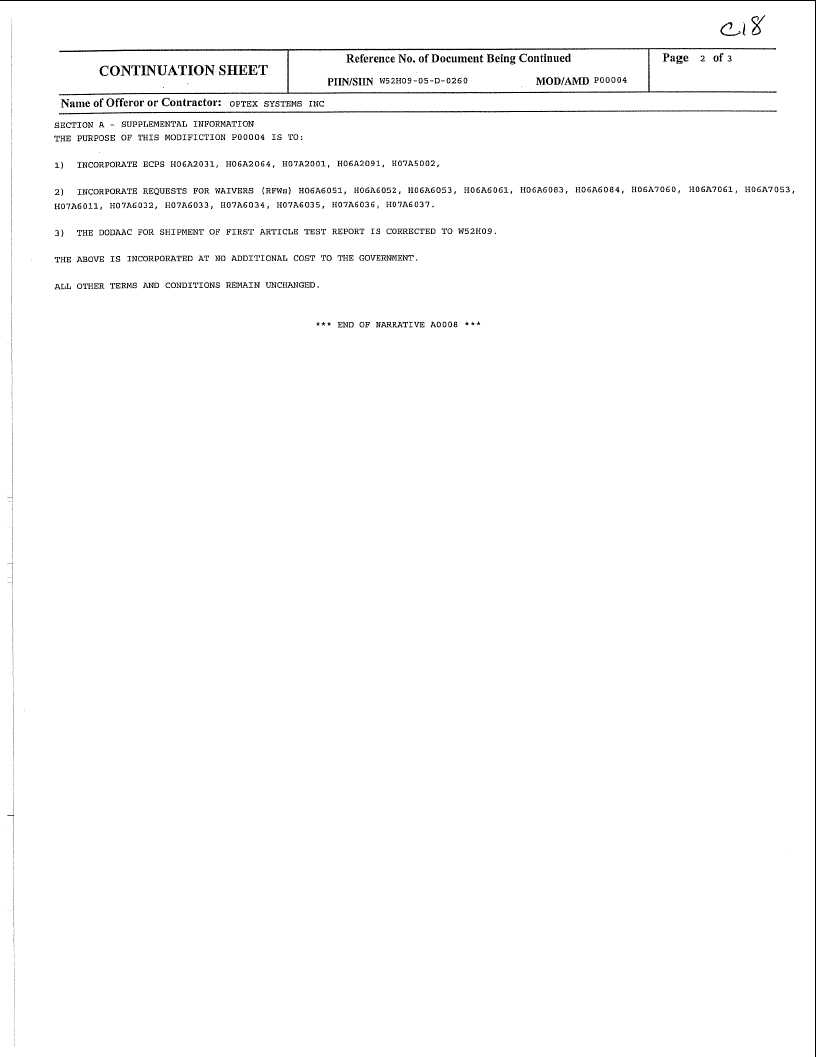 C18
CONTINUATION SHEET
Reference No. of Document Being Continued
PIIN/SIIN W52H09-05-D-0260 MOD/AMD P00004
Page 2 of 3
Name of Offeror or Contractor: OPTEX SYSTEMS INC
SECTION A - SUPPLEMENTAL INFORMATION
THE PURPOSE OF THIS MODIFICTION P00004 IS TO:
1) INCORPORATE ECPS H06A2031, H06A2064, H07A2001, H06A2091, H07A5002,
2) INCORPORATE REQUESTS FOR WAIVERS (RFWs) H06A6051, H06A6052, H06A6053, H06A6061, H06A6083, H06A6084, H06A7060, H06A7061, H06A7053,
H07A6011, H07A6032, H07A6033, H07A6034, H07A6035, H07A6036, H07A6037.
3) THE DODAAC FOR SHIPMENT OF FIRST ARTICLE TEST REPORT IS CORRECTED TO W52H09.
THE ABOVE IS INCORPORATED AT NO ADDITIONAL COST TO THE GOVERNMENT.
ALL OTHER TERMS AND CONDITIONS REMAIN UNCHANGED.
*** END OF NARRATIVE A0008 ***